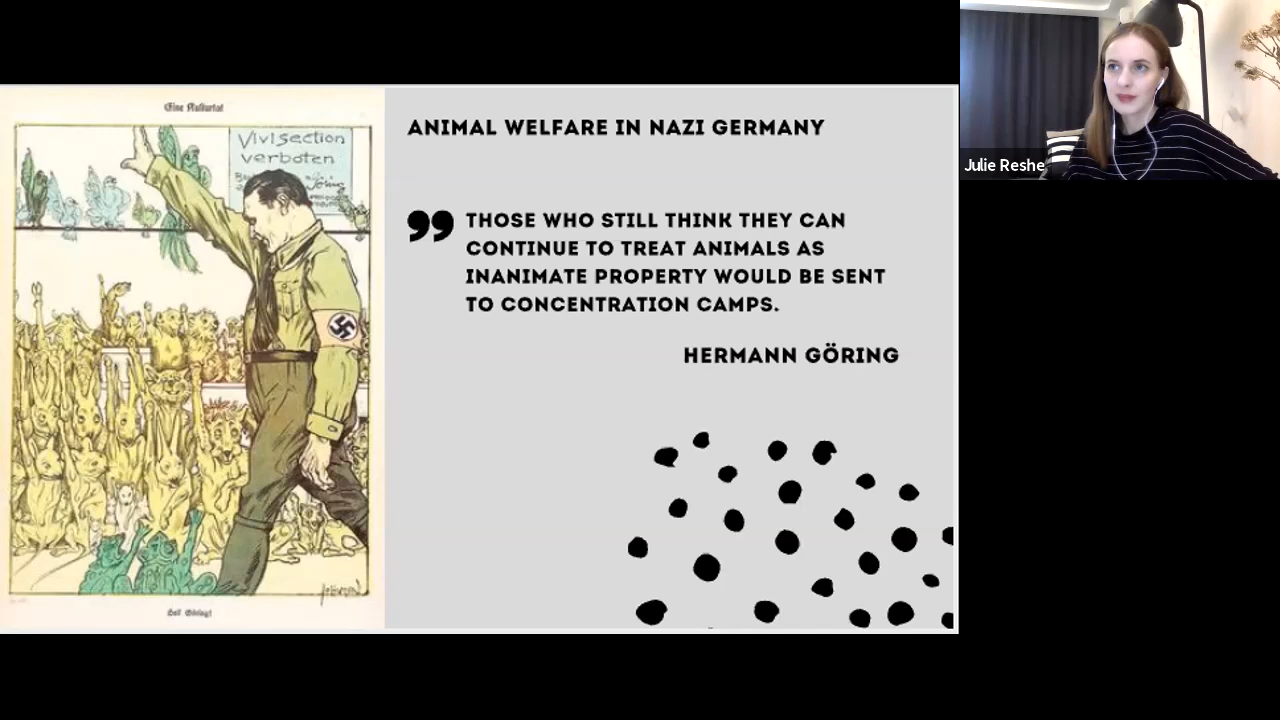 Eine Kulturtat
Vivisection
verboten
Heil Göring!
ANIMAL WELFARE IN NAZI GERMANY
THOSE WHO STILL THINK THEY CAN
CONTINUE TO TREAT ANIMALS AS
INANIMATE PROPERTY WOULD BE SENT
TO CONCENTRATION CAMPS.
HERMANN GÖRING
Julie Reshe